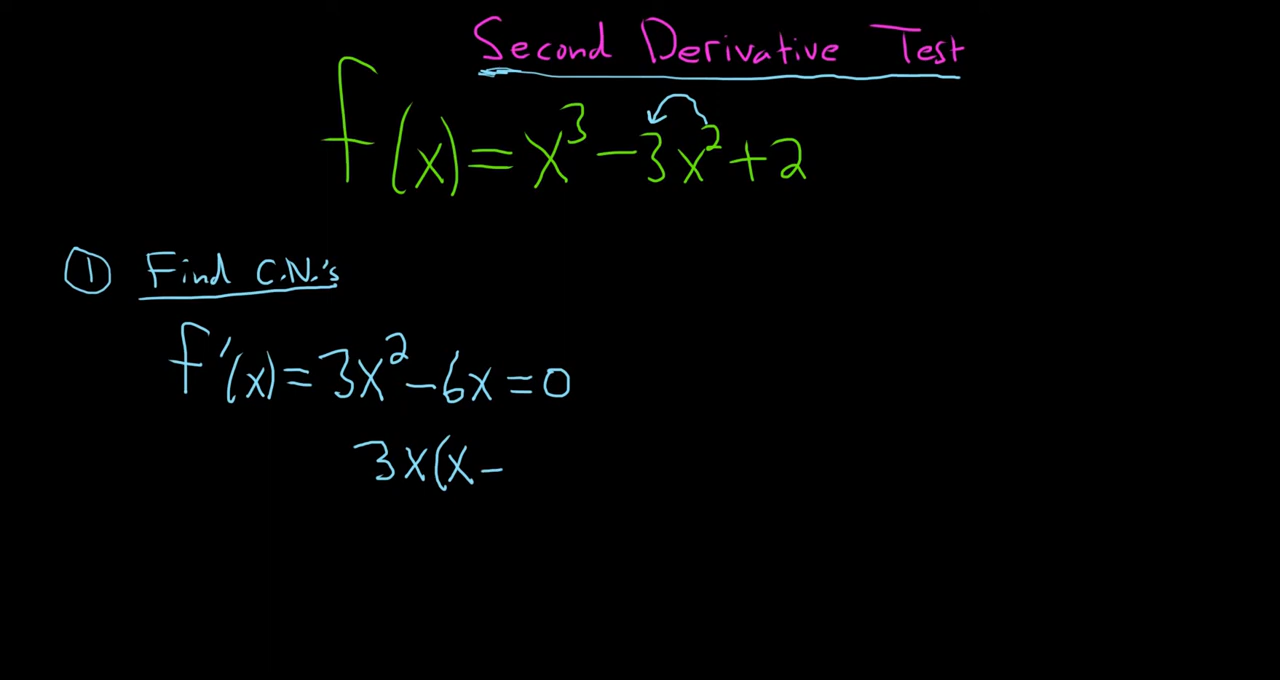 Second Derivative Test
f(x) = x³ - 3x² + 2
① Find C.N.'s
f'(x) = 3x² - 6x = 0
3x(x -